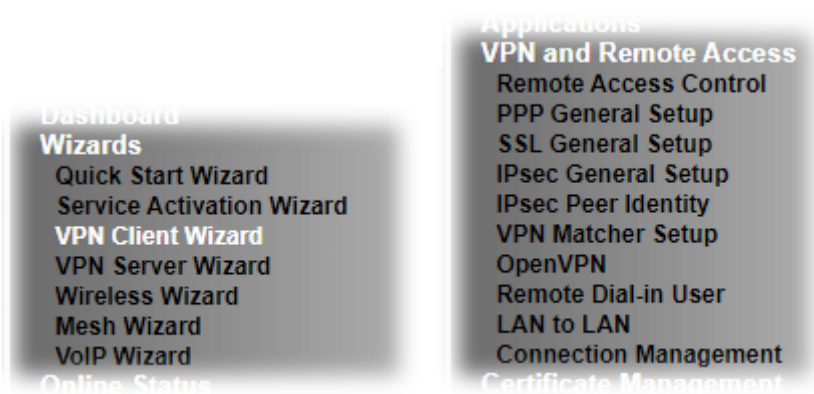 Dashboard
Wizards
Quick Start Wizard
Service Activation Wizard
VPN Client Wizard
VPN Server Wizard
Wireless Wizard
Mesh Wizard
VoIP Wizard
Online Status
Applications
VPN and Remote Access
Remote Access Control
PPP General Setup
SSL General Setup
IPsec General Setup
IPsec Peer Identity
VPN Matcher Setup
OpenVPN
Remote Dial-in User
LAN to LAN
Connection Management
Certificate Management